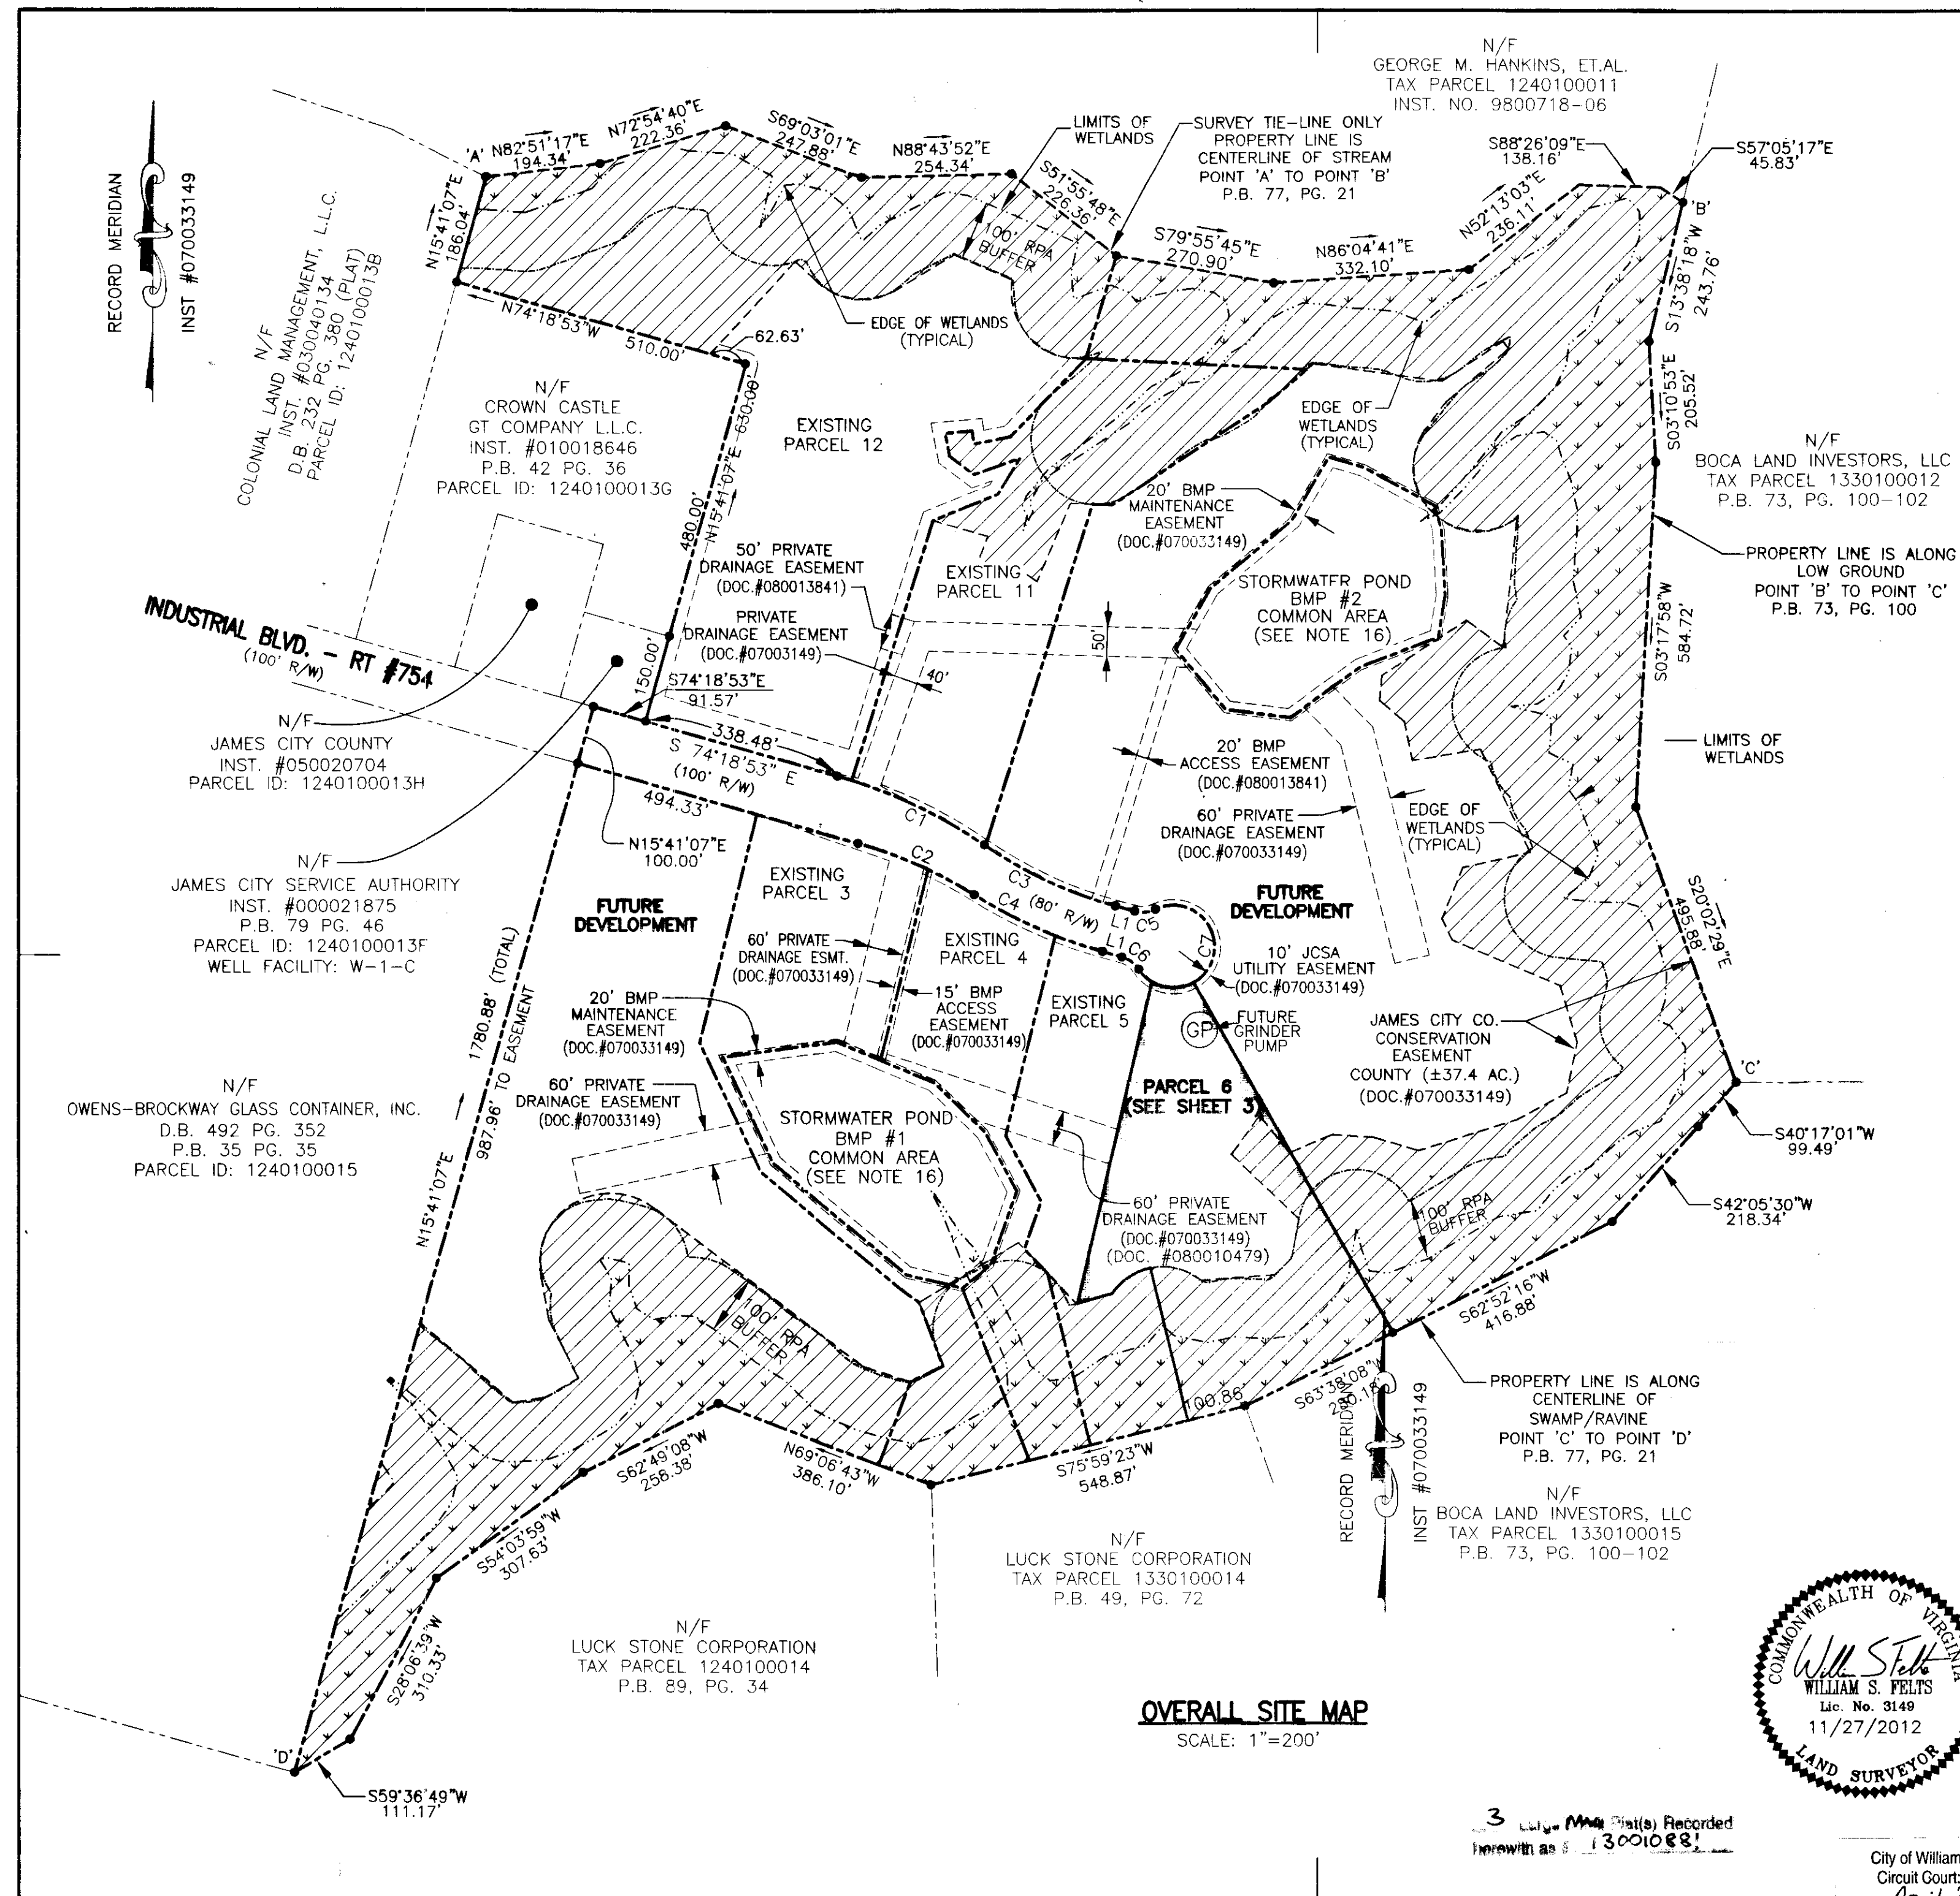 N/F
GEORGE M. HANKINS, ET.AL.
TAX PARCEL 1240100011
INST. NO. 9800718-06
RECORD MERIDIAN
INST #070033149
'A'
N82°51'17"E
194.34'
N72°54'40"E
222.36'
S69°03'01"E
247.88'
N88°43'52"E
254.34'
LIMITS OF
WETLANDS
SURVEY TIE-LINE ONLY
PROPERTY LINE IS
CENTERLINE OF STREAM
POINT 'A' TO POINT 'B'
P.B. 77, PG. 21
S51°55'48"E
226.36'
S79°55'45"E
270.90'
N86°04'41"E
332.10'
N52°13'03"E
236.11'
S88°26'09"E
138.16'
S57°05'17"E
45.83'
'B'
S13°38'18"W
243.76'
S03°10'53"E
205.52'
N15°41'07"E
186.04'
100' RPA
BUFFER
N74°18'53"W
510.00'
62.63'
EDGE OF WETLANDS
(TYPICAL)
N/F
COLONIAL LAND MANAGEMENT, L.L.C.
INST. #030040134
D.B. 232 PG. 380 (PLAT)
PARCEL ID: 1240100013B
N/F
CROWN CASTLE
GT COMPANY L.L.C.
INST. #010018646
P.B. 42 PG. 36
PARCEL ID: 1240100013G
480.00'
N15°41'07"E 630.00'
EXISTING
PARCEL 12
EDGE OF
WETLANDS
(TYPICAL)
N/F
BOCA LAND INVESTORS, LLC
TAX PARCEL 1330100012
P.B. 73, PG. 100-102
PROPERTY LINE IS ALONG
LOW GROUND
POINT 'B' TO POINT 'C'
P.B. 73, PG. 100
S03°17'58"W
584.72'
20' BMP
MAINTENANCE
EASEMENT
(DOC.#070033149)
50' PRIVATE
DRAINAGE EASEMENT
(DOC.#080013841)
EXISTING
PARCEL 11
STORMWATER POND
BMP #2
COMMON AREA
(SEE NOTE 16)
PRIVATE
DRAINAGE EASEMENT
(DOC.#07003149)
40'
50'
INDUSTRIAL BLVD. - RT #754
(100' R/W)
150.00'
S74°18'53"E
91.57'
338.48'
S 74°18'53" E
(100' R/W)
494.33'
N/F
JAMES CITY COUNTY
INST. #050020704
PARCEL ID: 1240100013H
N/F
JAMES CITY SERVICE AUTHORITY
INST. #000021875
P.B. 79 PG. 46
PARCEL ID: 1240100013F
WELL FACILITY: W-1-C
N15°41'07"E
100.00'
20' BMP
ACCESS EASEMENT
(DOC.#080013841)
60' PRIVATE
DRAINAGE EASEMENT
(DOC.#070033149)
LIMITS OF
WETLANDS
EDGE OF
WETLANDS
(TYPICAL)
C1
C2
C3
C4
(80' R/W)
L1 C5
L1 C6
C7
EXISTING
PARCEL 3
FUTURE
DEVELOPMENT
FUTURE
DEVELOPMENT
S20°02'29"E
495.88'
60' PRIVATE
DRAINAGE ESMT.
(DOC.#070033149)
EXISTING
PARCEL 4
10' JCSA
UTILITY EASEMENT
(DOC.#070033149)
15' BMP
ACCESS
EASEMENT
(DOC.#070033149)
EXISTING
PARCEL 5
GP
FUTURE
GRINDER
PUMP
20' BMP
MAINTENANCE
EASEMENT
(DOC.#070033149)
JAMES CITY CO.
CONSERVATION
EASEMENT
COUNTY (±37.4 AC.)
(DOC.#070033149)
'C'
1780.88' (TOTAL)
N15°41'07"E 987.96' TO EASEMENT
N/F
OWENS-BROCKWAY GLASS CONTAINER, INC.
D.B. 492 PG. 352
P.B. 35 PG. 35
PARCEL ID: 1240100015
60' PRIVATE
DRAINAGE EASEMENT
(DOC.#070033149)
STORMWATER POND
BMP #1
COMMON AREA
(SEE NOTE 16)
PARCEL 6
(SEE SHEET 3)
S40°17'01"W
99.49'
S42°05'30"W
218.34'
60' PRIVATE
DRAINAGE EASEMENT
(DOC.#070033149)
(DOC. #080010479)
100' RPA
BUFFER
100' RPA
BUFFER
S62°52'16"W
416.88'
PROPERTY LINE IS ALONG
CENTERLINE OF
SWAMP/RAVINE
POINT 'C' TO POINT 'D'
P.B. 77, PG. 21
S63°38'08"W
100.86'
S75°59'23"W
548.87'
N69°06'43"W
386.10'
S62°49'08"W
258.38'
S54°03'59"W
307.63'
S28°06'39"W
310.33'
'D'
S59°36'49"W
111.17'
RECORD MERIDIAN
INST #070033149
N/F
BOCA LAND INVESTORS, LLC
TAX PARCEL 1330100015
P.B. 73, PG. 100-102
N/F
LUCK STONE CORPORATION
TAX PARCEL 1330100014
P.B. 49, PG. 72
N/F
LUCK STONE CORPORATION
TAX PARCEL 1240100014
P.B. 89, PG. 34
OVERALL SITE MAP
SCALE: 1"=200'
COMMONWEALTH OF VIRGINIA
William S Felts
WILLIAM S. FELTS
Lic. No. 3149
11/27/2012
LAND SURVEYOR
3 Plat(s) Recorded
herewith as
City of William
Circuit Court